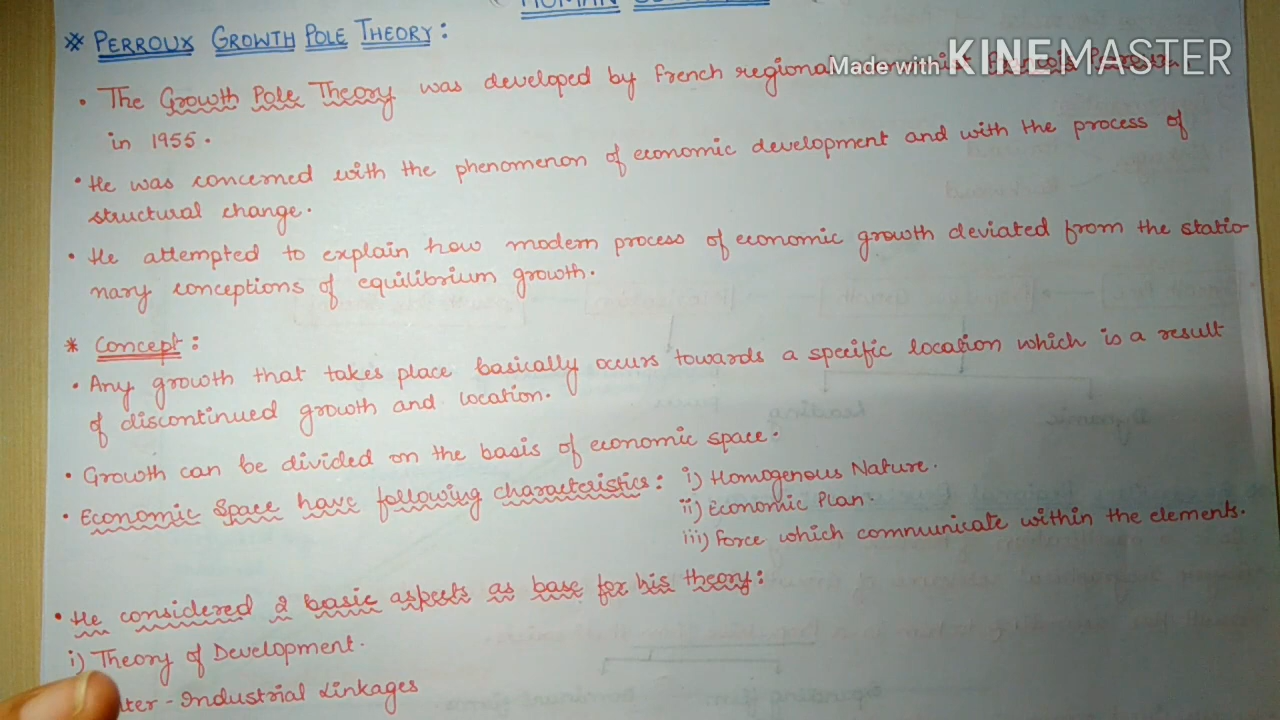 HUMAN
* PERROUX GROWTH POLE THEORY:
Made with KINEMASTER
• The Growth Pole Theory was developed by French regional
in 1955.
• He was concerned with the phenomenon of economic development and with the process of
structural change.
• He attempted to explain how modern process of economic growth deviated from the statio-
nary conceptions of equilibrium growth.
* Concept:
• Any growth that takes place basically occurs towards a specific location which is a result
of discontinued growth and location.
• Growth can be divided on the basis of economic space.
• Economic Space have following characteristics: i) Homogenous Nature.
ii) Economic Plan
iii) Force which communicate within the elements.
• He considered 2 basic aspects as base for his theory:
i) Theory of Development.
ter - Industrial Linkages